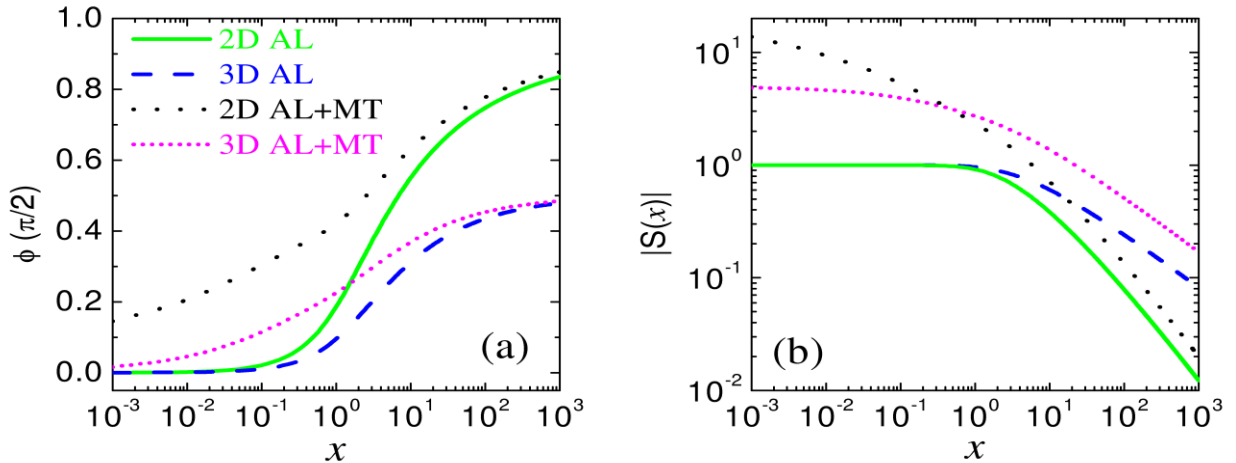 1.0
0.8
0.6
0.4
0.2
0.0
ϕ (π/2)
2D AL
3D AL
2D AL+MT
3D AL+MT
(a)
10⁻³ 10⁻² 10⁻¹ 10⁰ 10¹ 10² 10³
x
10¹
10⁰
10⁻¹
10⁻²
|S(x)|
(b)
10⁻³ 10⁻² 10⁻¹ 10⁰ 10¹ 10² 10³
x